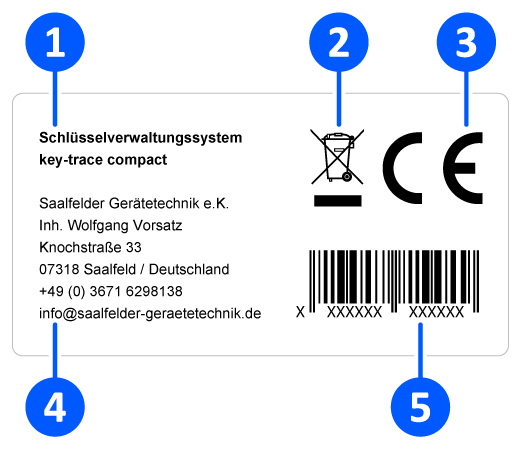 1
2
3
Schlüsselverwaltungssystem
key-trace compact
Saalfelder Gerätetechnik e.K.
Inh. Wolfgang Vorsatz
Knochstraße 33
07318 Saalfeld / Deutschland
+49 (0) 3671 6298138
info@saalfelder-geraetetechnik.de
CE
X XXXXXX XXXXXX
4
5